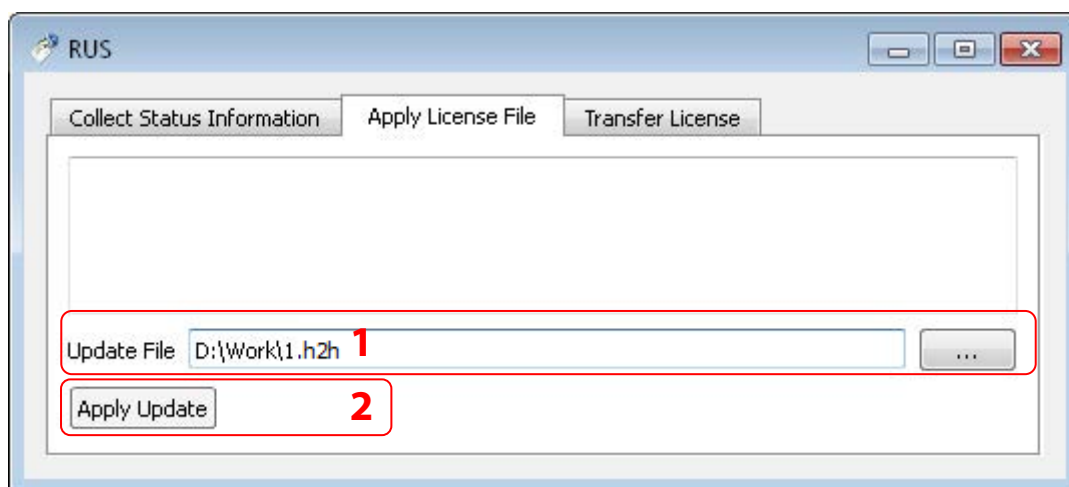 RUS
Collect Status Information Apply License File Transfer License
Update File D:\Work\1.h2h 1 ...
Apply Update 2